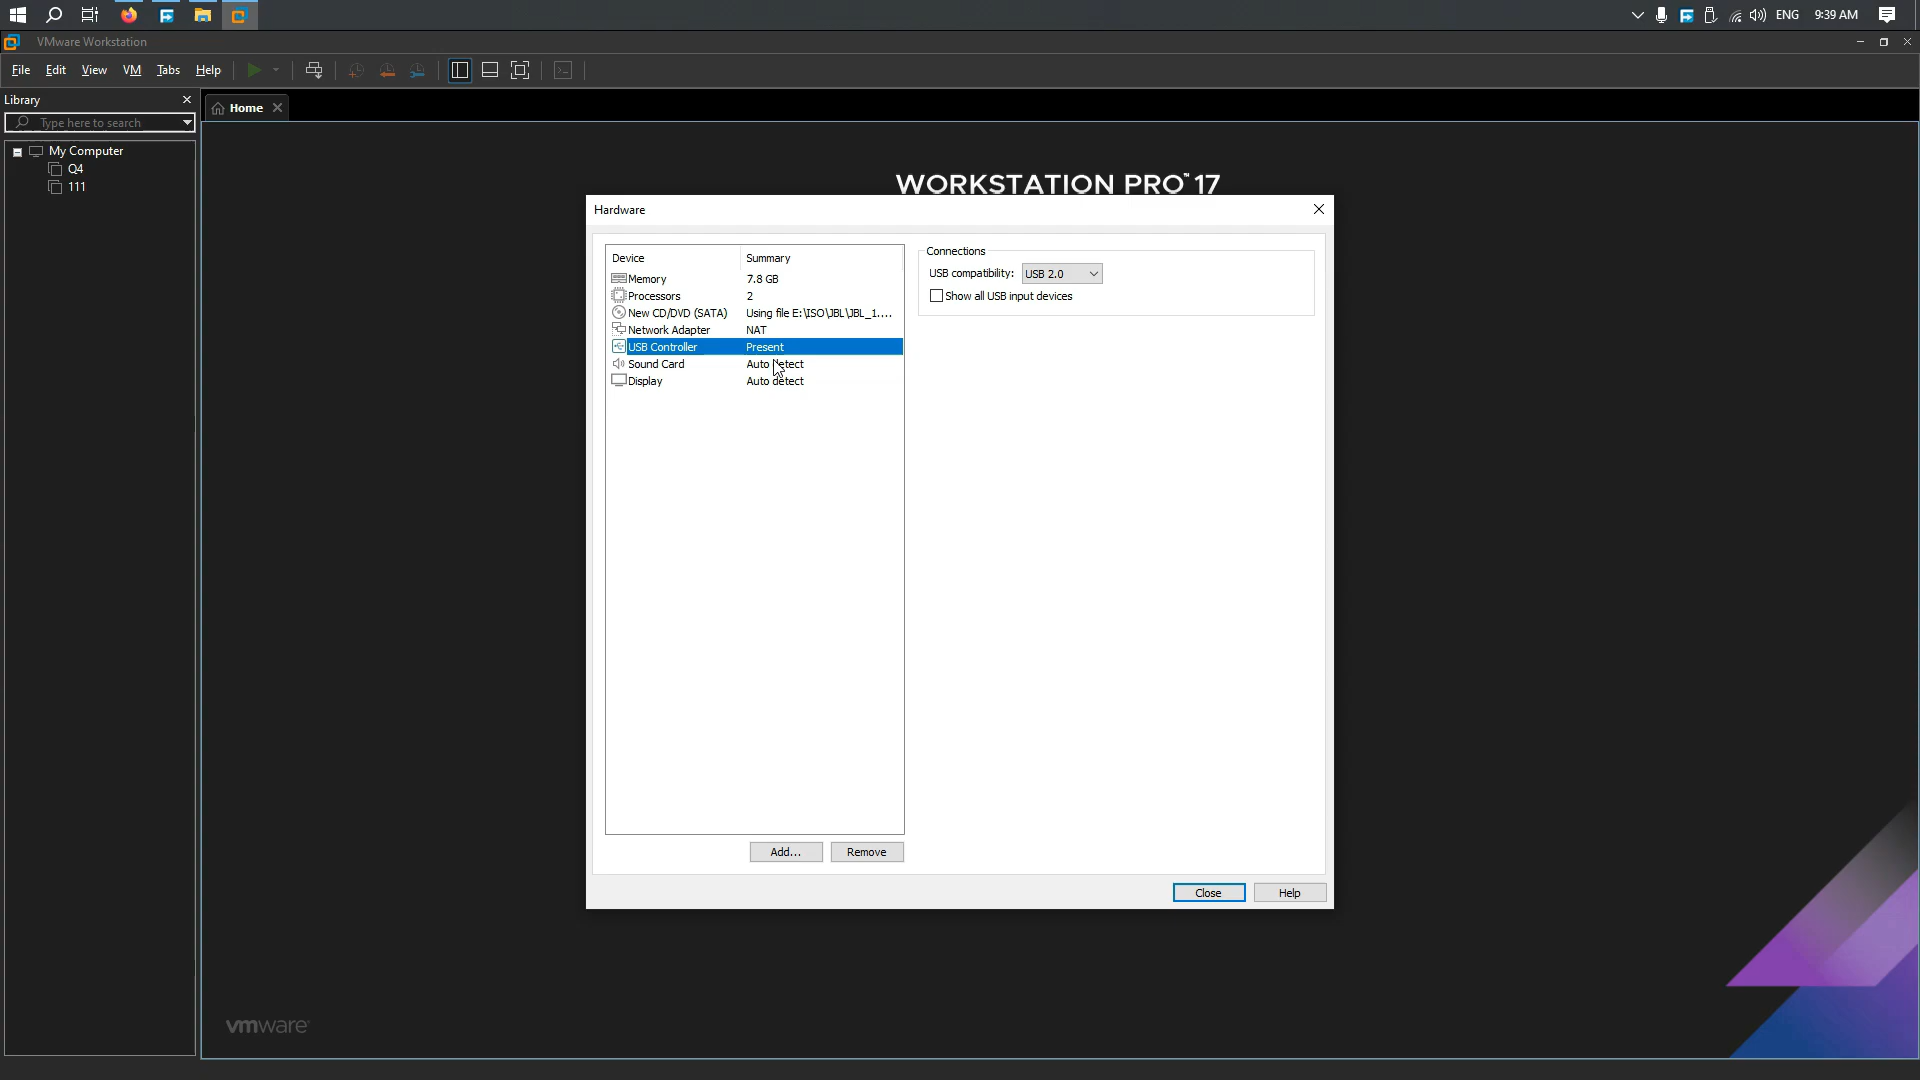 ENG 9:39 AM
VMware Workstation
File Edit View VM Tabs Help
Library
Home
Type here to search
My Computer
Q4
111
WORKSTATION PRO™ 17
Hardware
Device Summary
Memory 7.8 GB
Processors 2
New CD/DVD (SATA) Using file E:\ISO\JBL\JBL_1....
Network Adapter NAT
USB Controller Present
Sound Card Auto detect
Display Auto detect
Connections
USB compatibility: USB 2.0
Show all USB input devices
Add... Remove
Close Help
vmware®